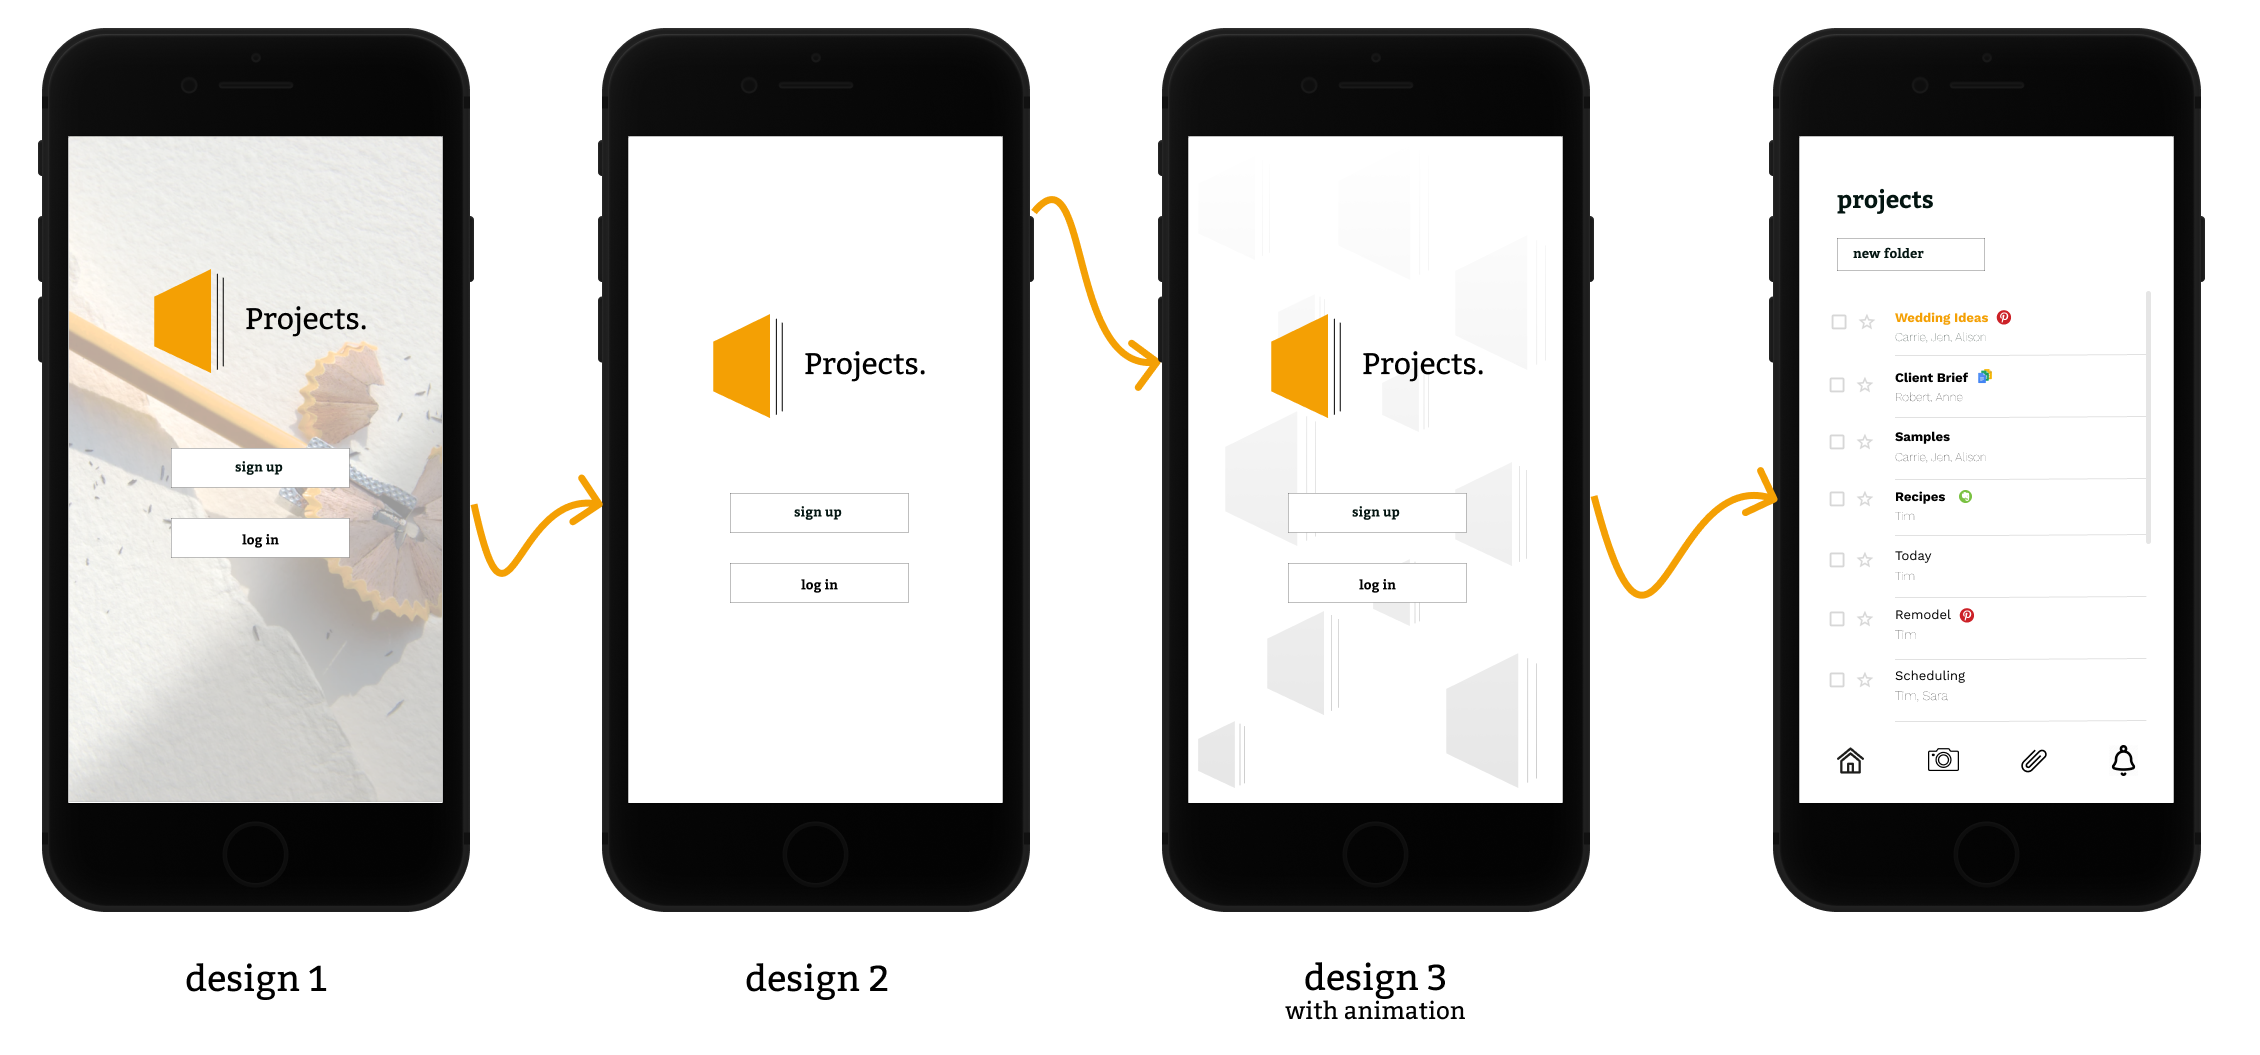 Projects.
sign up
log in
design 1
Projects.
sign up
log in
design 2
Projects.
sign up
log in
design 3
with animation
projects
new folder
Wedding Ideas
Carrie, Jen, Alison
Client Brief
Robert, Anne
Samples
Carrie, Jen, Alison
Recipes
Tim
Today
Tim
Remodel
Tim
Scheduling
Tim, Sara